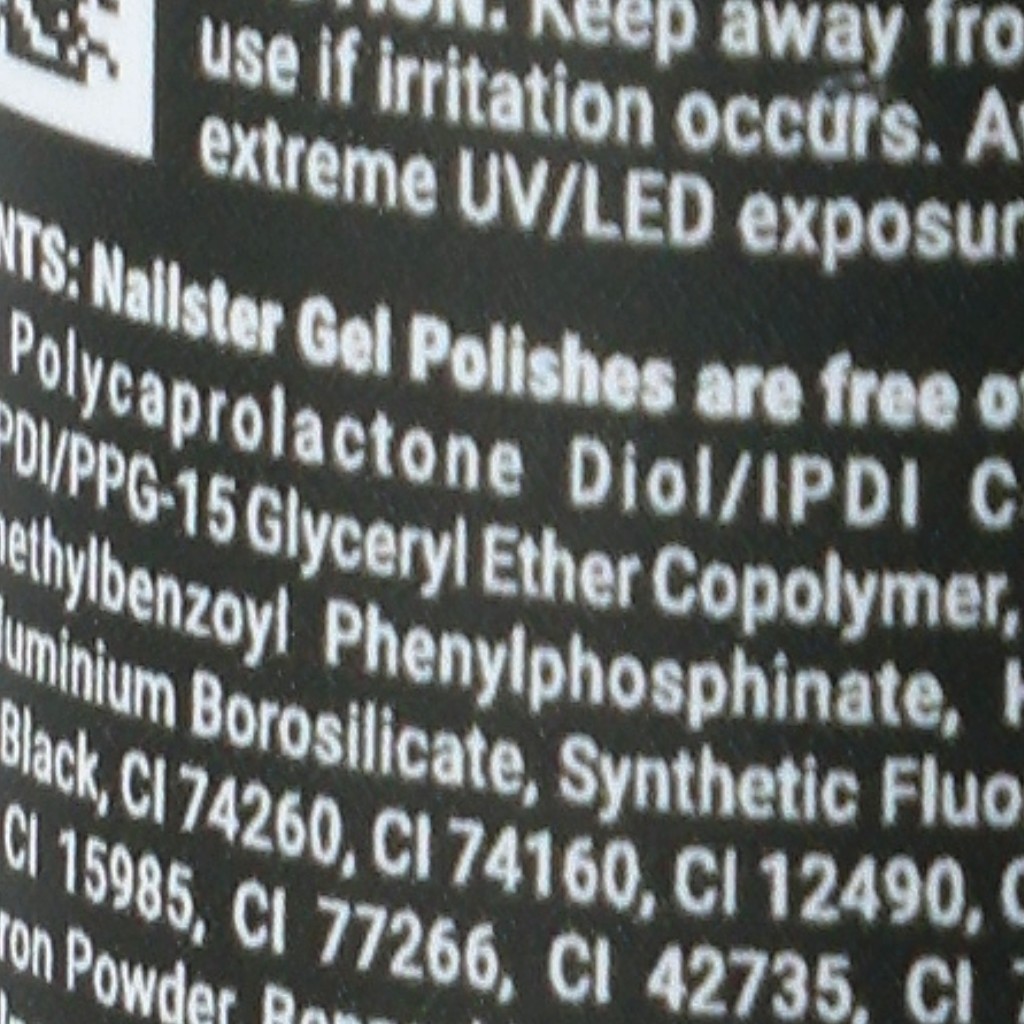 Keep away fro
use if irritation occurs. A
extreme UV/LED exposur
NTS: Nailster Gel Polishes are free o
Polycaprolactone Diol/IPDI C
PDI/PPG-15 Glyceryl Ether Copolymer,
ethylbenzoyl Phenylphosphinate, H
luminium Borosilicate, Synthetic Fluo
Black, CI 74260, CI 74160, CI 12490, C
CI 15985, CI 77266, CI 42735, CI 7
ron Powder